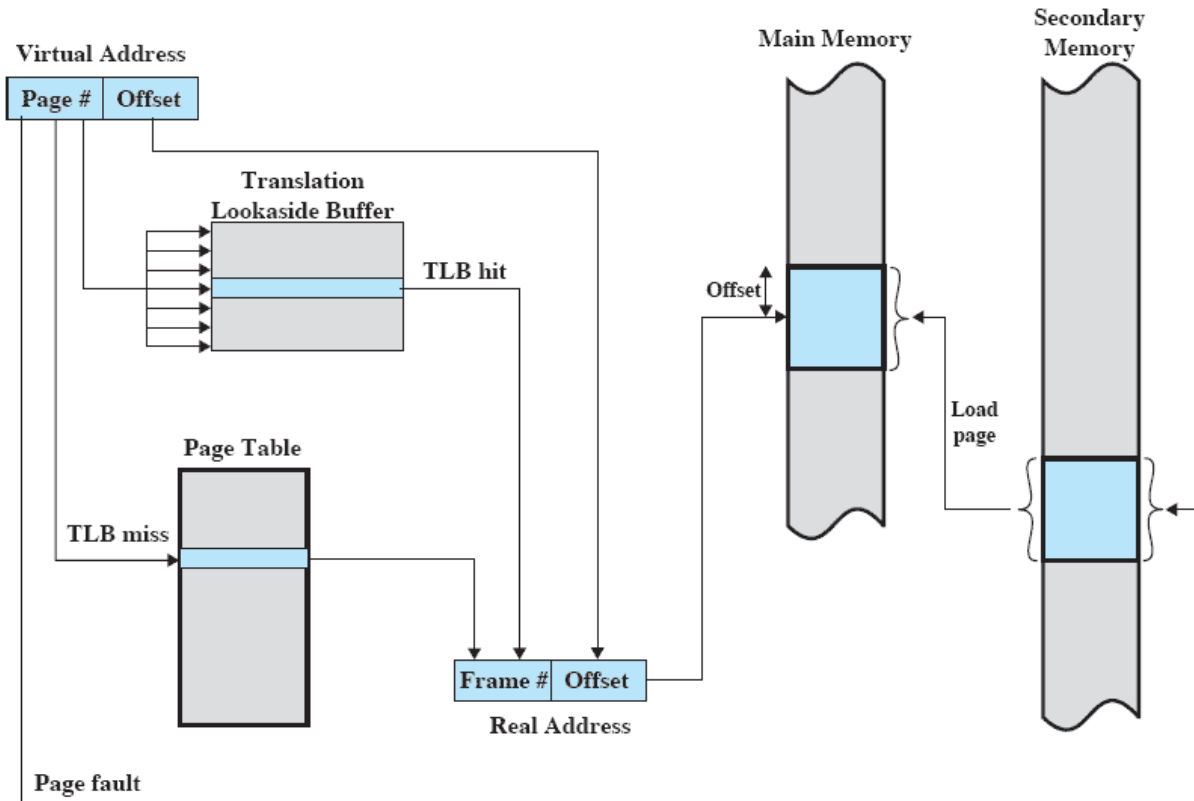 Virtual Address
Page #
Offset
Translation
Lookaside Buffer
TLB hit
Page Table
TLB miss
Frame #
Offset
Real Address
Page fault
Main Memory
Offset
Load
page
Secondary
Memory